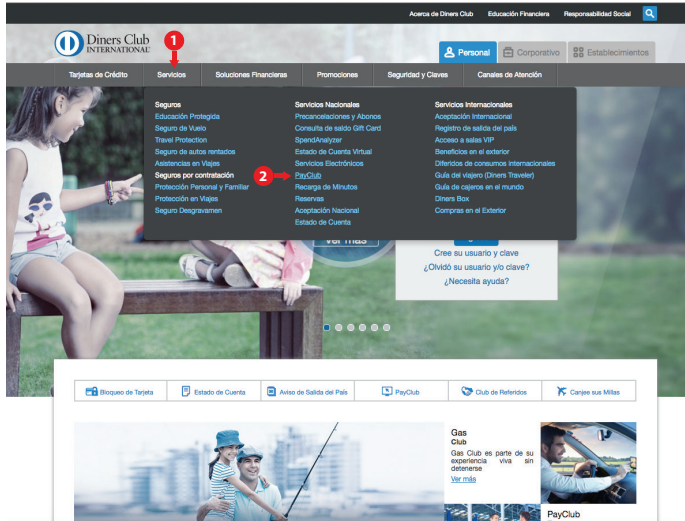 Acerca de Diners Club Educación Financiera Responsabilidad Social
Diners Club
INTERNATIONAL
1
Personal Corporativo Establecimientos
Tarjetas de Crédito Servicios Soluciones Financieras Promociones Seguridad y Claves Canales de Atención
Seguros
Educación Protegida
Seguro de Vuelo
Travel Protection
Seguro de autos rentados
Asistencias en Viajes
Seguros por contratación
Protección Personal y Familiar
Protección en Viajes
Seguro Desgravamen
Servicios Nacionales
Precancelaciones y Abonos
Consulta de saldo Gift Card
SpendAnalyzer
Estado de Cuenta Virtual
Servicios Electrónicos
2
PayClub
Recarga de Minutos
Reservas
Aceptación Nacional
Estado de Cuenta
Servicios Internacionales
Aceptación Internacional
Registro de salida del país
Acceso a salas VIP
Beneficios en el exterior
Diferidos de consumos internacionales
Guía del viajero (Diners Traveler)
Guía de cajeros en el mundo
Diners Box
Compras en el Exterior
Ver más
Cree su usuario y clave
¿Olvidó su usuario y/o clave?
¿Necesita ayuda?
Bloqueo de Tarjeta Estado de Cuenta Aviso de Salida del País PayClub Club de Referidos Canjee sus Millas
Gas
Club
Gas Club es parte de su
experiencia viva sin
detenerse
Ver más
PayClub